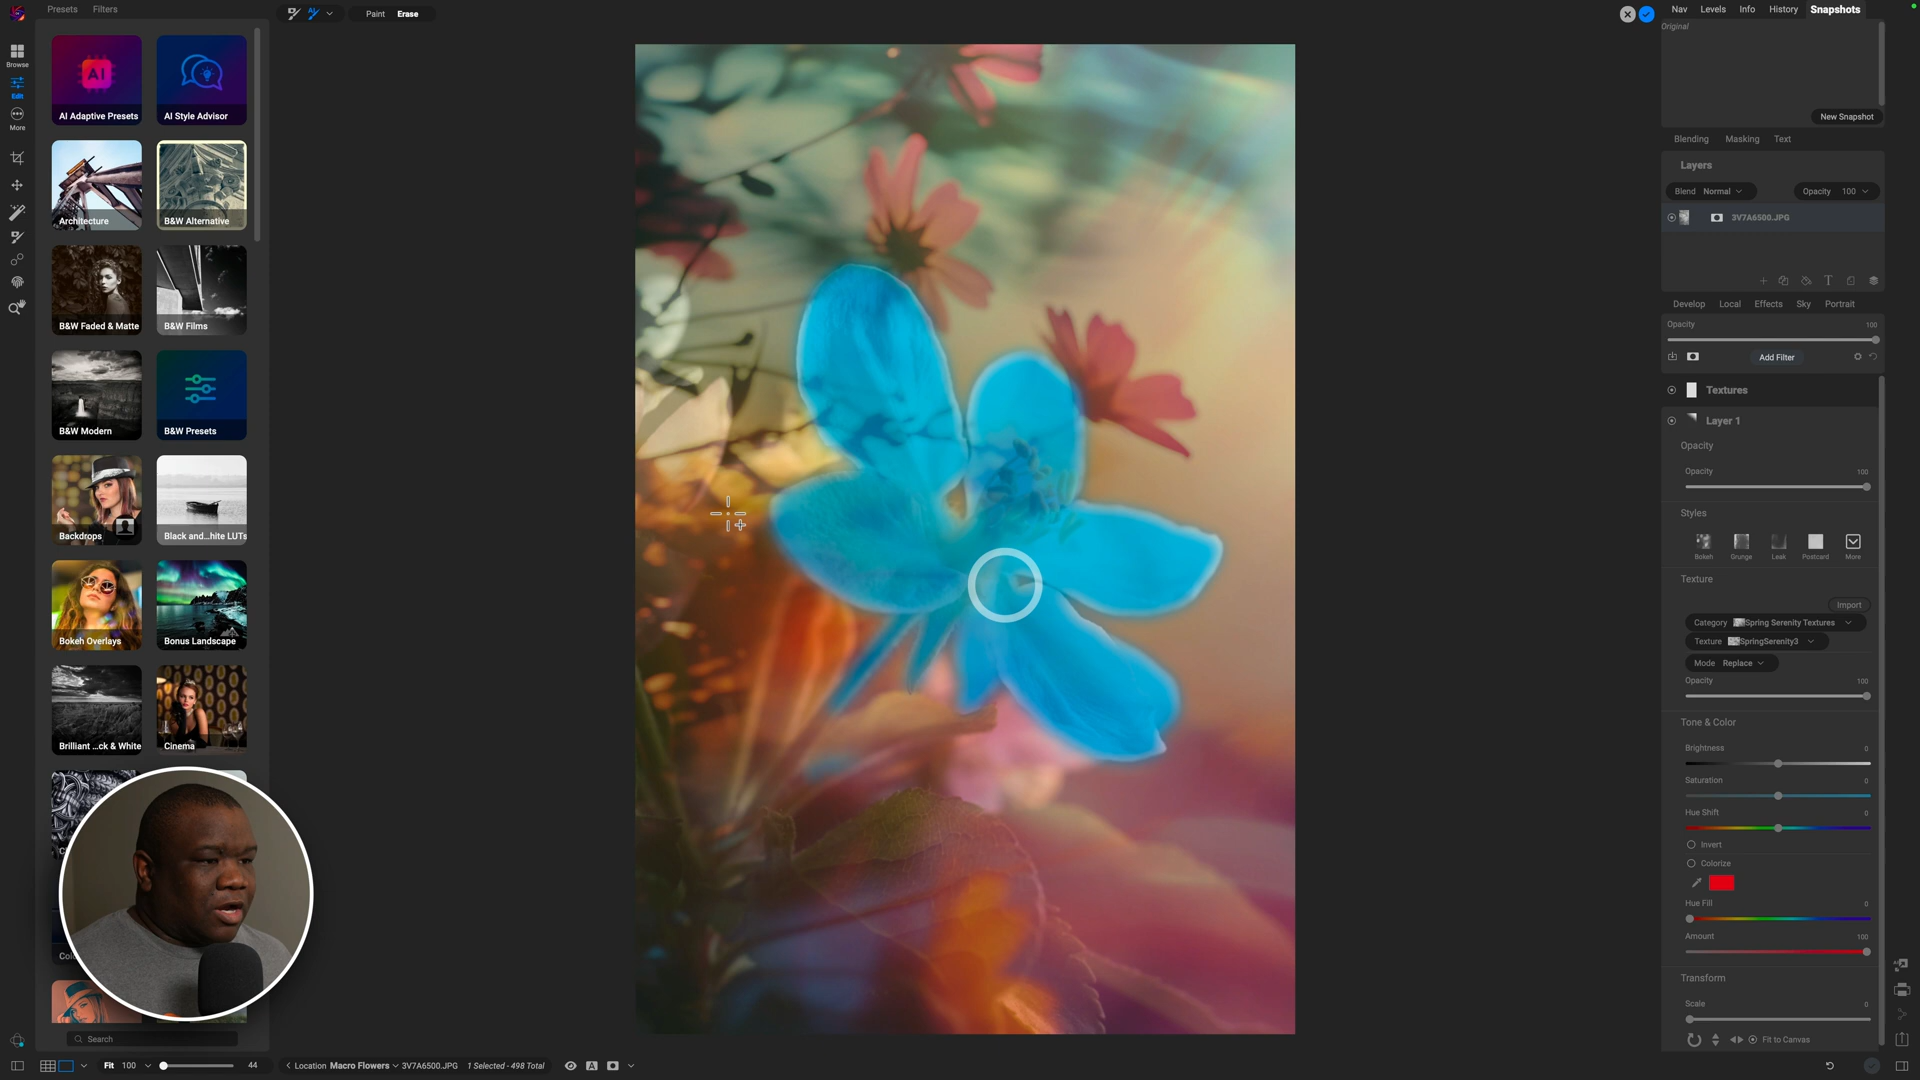 Presets Filters
Paint Erase
Nav Levels Info History Snapshots
Original
New Snapshot
Browse
Edit
More
AI
AI Adaptive Presets
AI Style Advisor
Architecture
B&W Alternative
B&W Faded & Matte
B&W Films
B&W Modern
B&W Presets
Backdrops
Black and...hite LUTs
Bokeh Overlays
Bonus Landscape
Brilliant ...ck & White
Cinema
Search
Blending Masking Text
Layers
Blend Normal Opacity 100
3V7A6500.JPG
Develop Local Effects Sky Portrait
Opacity 100
Add Filter
Textures
Layer 1
Opacity
Opacity 100
Styles
Bokeh Grunge Leak Postcard More
Texture
Import
Category Spring Serenity Textures
Texture SpringSerenity3
Mode Replace
Opacity 100
Tone & Color
Brightness 0
Saturation 0
Hue Shift 0
Invert
Colorize
Hue Fill 0
Amount 100
Transform
Scale 0
Fit to Canvas
Fit 100 44
Location Macro Flowers 3V7A6500.JPG 1 Selected - 498 Total
A